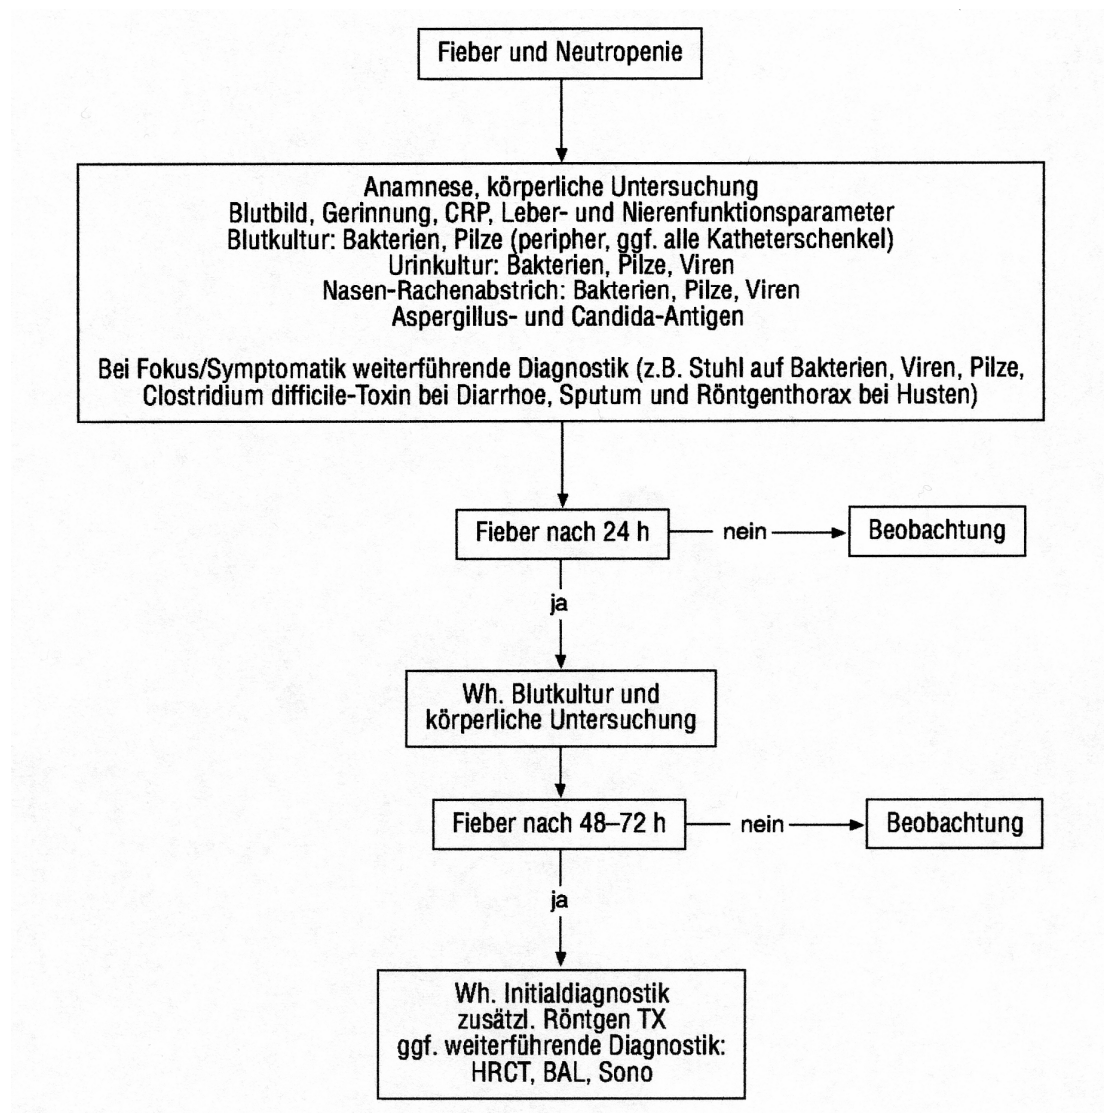 Fieber und Neutropenie
Anamnese, körperliche Untersuchung
Blutbild, Gerinnung, CRP, Leber- und Nierenfunktionsparameter
Blutkultur: Bakterien, Pilze (peripher, ggf. alle Katheterschenkel)
Urinkultur: Bakterien, Pilze, Viren
Nasen-Rachenabstrich: Bakterien, Pilze, Viren
Aspergillus- und Candida-Antigen
Bei Fokus/Symptomatik weiterführende Diagnostik (z.B. Stuhl auf Bakterien, Viren, Pilze,
Clostridium difficile-Toxin bei Diarrhoe, Sputum und Röntgenthorax bei Husten)
Fieber nach 24 h
nein
Beobachtung
ja
Wh. Blutkultur und
körperliche Untersuchung
Fieber nach 48–72 h
nein
Beobachtung
ja
Wh. Initialdiagnostik
zusätzl. Röntgen TX
ggf. weiterführende Diagnostik:
HRCT, BAL, Sono